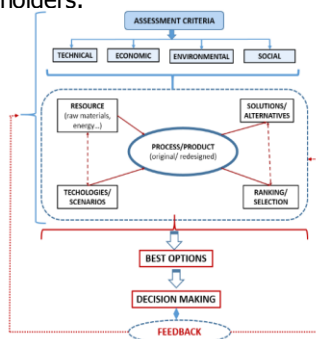 holders.
ASSESSMENT CRITERIA
TECHNICAL
ECONOMIC
ENVIRONMENTAL
SOCIAL
RESOURCE
(raw materials,
energy...)
SOLUTIONS/
ALTERNATIVES
PROCESS/PRODUCT
(original/ redesigned)
TECHOLOGIES/
SCENARIOS
RANKING/
SELECTION
BEST OPTIONS
DECISION MAKING
FEEDBACK